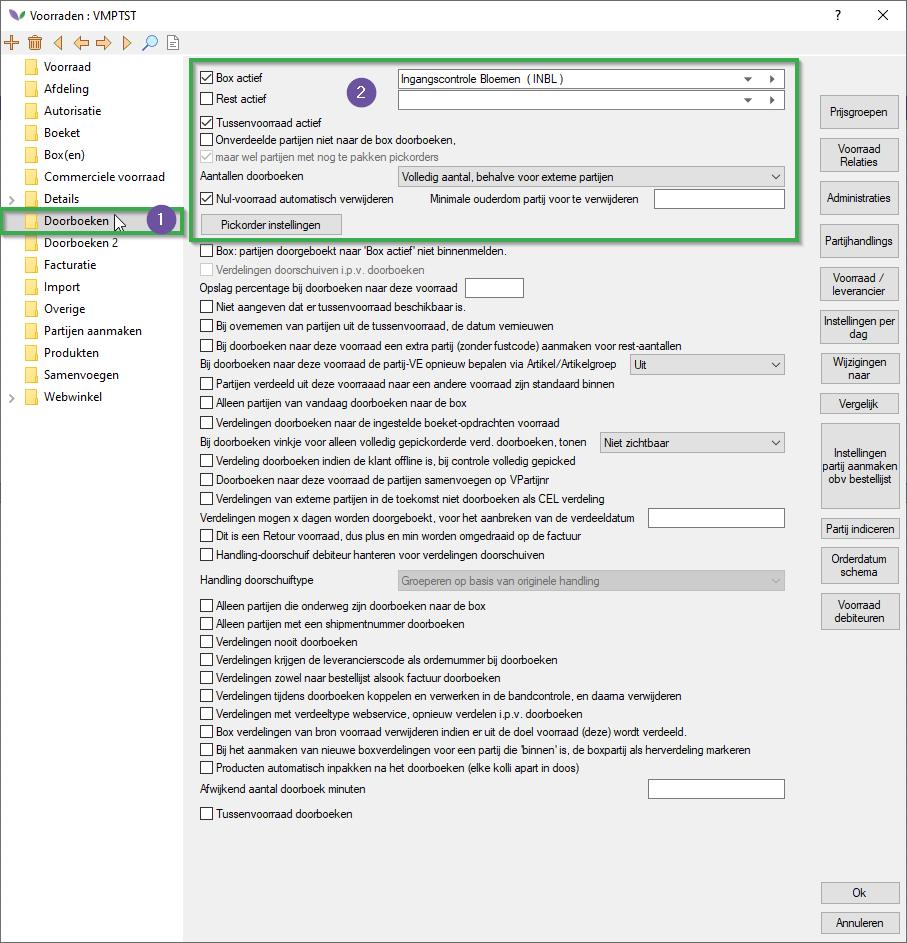 Voorraden : VMPTST
?
Voorraad
Afdeling
Autorisatie
Boeket
Box(en)
Commerciele voorraad
Details
Doorboeken
1
Doorboeken 2
Facturatie
Import
Overige
Partijen aanmaken
Produkten
Samenvoegen
Webwinkel
Box actief
Ingangscontrole Bloemen ( INBL )
2
Rest actief
Tussenvoorraad actief
Onverdeelde partijen niet naar de box doorboeken,
maar wel partijen met nog te pakken pickorders
Aantallen doorboeken
Volledig aantal, behalve voor externe partijen
Nul-voorraad automatisch verwijderen
Minimale ouderdom partij voor te verwijderen
Pickorder instellingen
Box: partijen doorgeboekt naar 'Box actief' niet binnenmelden.
Verdelingen doorschuiven i.p.v. doorboeken
Opslag percentage bij doorboeken naar deze voorraad
Niet aangeven dat er tussenvoorraad beschikbaar is.
Bij overnemen van partijen uit de tussenvoorraad, de datum vernieuwen
Bij doorboeken naar deze voorraad een extra partij (zonder fustcode) aanmaken voor rest-aantallen
Bij doorboeken naar deze voorraad de partij-VE opnieuw bepalen via Artikel/Artikelgroep
Uit
Partijen verdeeld uit deze voorraaad naar een andere voorraad zijn standaard binnen
Alleen partijen van vandaag doorboeken naar de box
Verdelingen doorboeken naar de ingestelde boeket-opdrachten voorraad
Bij doorboeken vinkje voor alleen volledig gepickorderde verd. doorboeken, tonen
Niet zichtbaar
Verdeling doorboeken indien de klant offline is, bij controle volledig gepicked
Doorboeken naar deze voorraad de partijen samenvoegen op VPartijnr
Verdelingen van externe partijen in de toekomst niet doorboeken als CEL verdeling
Verdelingen mogen x dagen worden doorgeboekt, voor het aanbreken van de verdeeldatum
Dit is een Retour voorraad, dus plus en min worden omgedraaid op de factuur
Handling-doorschuif debiteur hanteren voor verdelingen doorschuiven
Handling doorschuiftype
Groeperen op basis van originele handling
Alleen partijen die onderweg zijn doorboeken naar de box
Alleen partijen met een shipmentnummer doorboeken
Verdelingen nooit doorboeken
Verdelingen krijgen de leverancierscode als ordernummer bij doorboeken
Verdelingen zowel naar bestellijst alsook factuur doorboeken
Verdelingen tijdens doorboeken koppelen en verwerken in de bandcontrole, en daarna verwijderen
Verdelingen met verdeeltype webservice, opnieuw verdelen i.p.v. doorboeken
Box verdelingen van bron voorraad verwijderen indien er uit de doel voorraad (deze) wordt verdeeld.
Bij het aanmaken van nieuwe boxverdelingen voor een partij die 'binnen' is, de boxpartij als herverdeling markeren
Producten automatisch inpakken na het doorboeken (elke kolli apart in doos)
Afwijkend aantal doorboek minuten
Tussenvoorraad doorboeken
Prijsgroepen
Voorraad
Relaties
Administraties
Partijhandlings
Voorraad /
leverancier
Instellingen per
dag
Wijzigingen
naar
Vergelijk
Instellingen
partij aanmaken
obv bestellijst
Partij indiceren
Orderdatum
schema
Voorraad
debiteuren
Ok
Annuleren